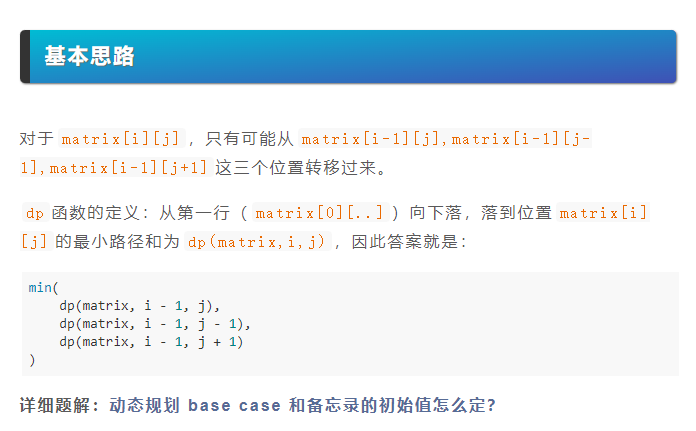 基本思路
对于 matrix[i][j] ，只有可能从 matrix[i-1][j],matrix[i-1][j-
1],matrix[i-1][j+1] 这三个位置转移过来。
dp 函数的定义：从第一行（ matrix[0][..] ）向下落，落到位置 matrix[i]
[j] 的最小路径和为 dp(matrix,i,j) ，因此答案就是：
min(
    dp(matrix, i - 1, j),
    dp(matrix, i - 1, j - 1),
    dp(matrix, i - 1, j + 1)
)
详细题解：动态规划 base case 和备忘录的初始值怎么定？